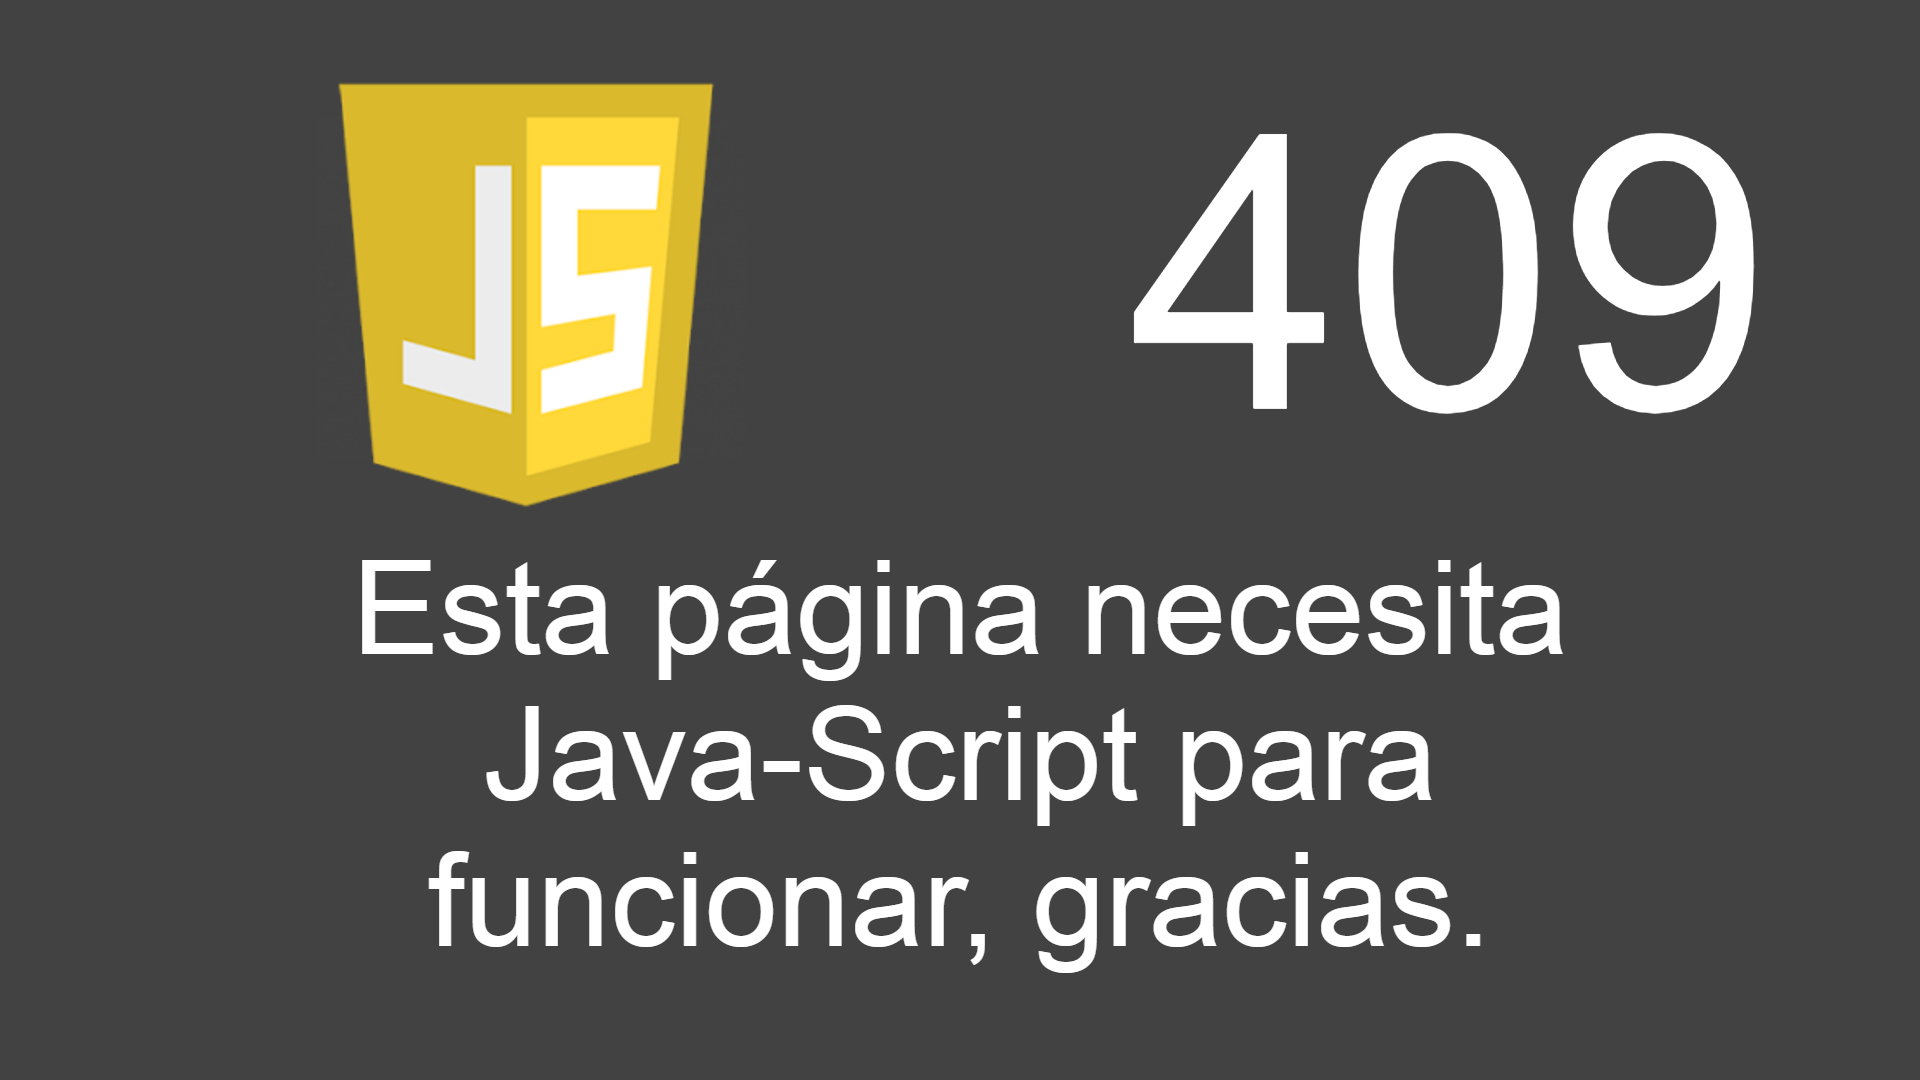 JS
409
Esta página necesita
Java-Script para
funcionar, gracias.